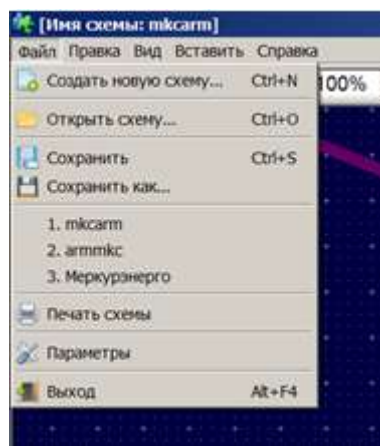 [Имя схемы: mkcarm]
Файл Правка Вид Вставить Справка
Создать новую схему... Ctrl+N
100%
Открыть схему... Ctrl+O
Сохранить Ctrl+S
Сохранить как...
1. mkcarm
2. armmkc
3. Меркурэнерго
Печать схемы
Параметры
Выход Alt+F4